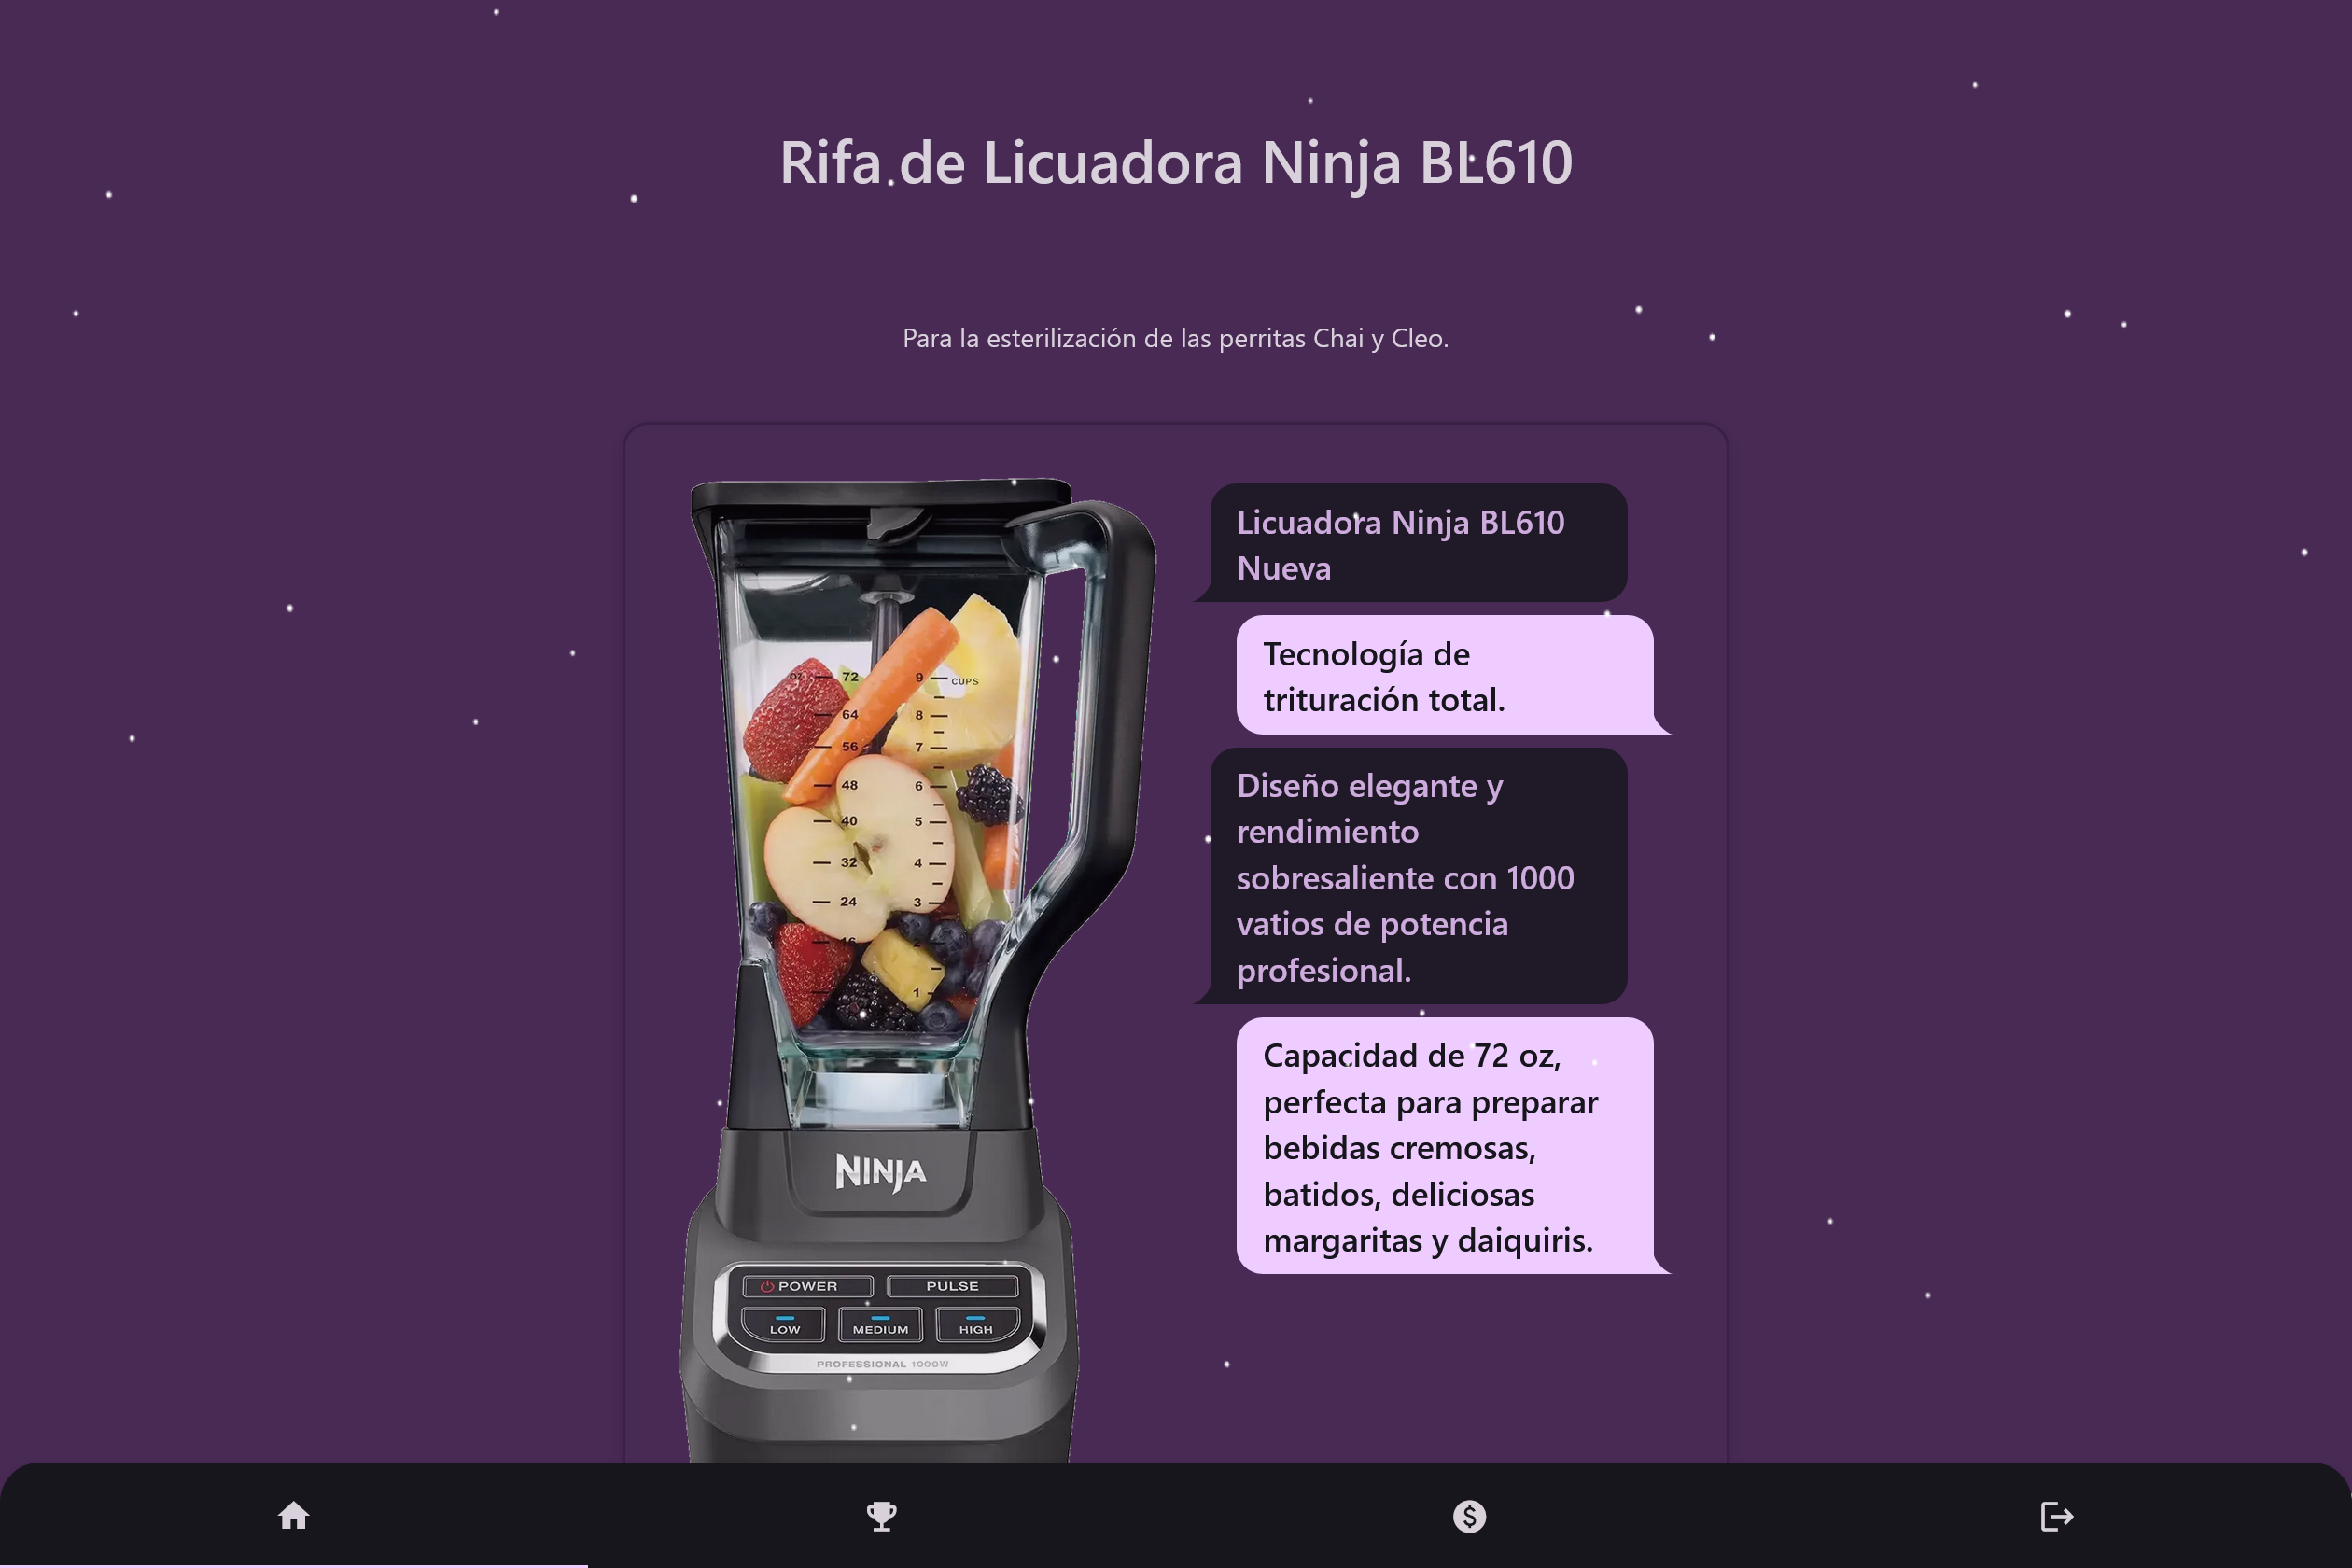 Rifa de Licuadora Ninja BL610
Para la esterilización de las perritas Chai y Cleo.
Licuadora Ninja BL610
Nueva
Tecnología de
trituración total.
Diseño elegante y
rendimiento
sobresaliente con 1000
vatios de potencia
profesional.
Capacidad de 72 oz,
perfecta para preparar
bebidas cremosas,
batidos, deliciosas
margaritas y daiquiris.
oz 72 9 CUPS
64 8
56 7
48 6
40 5
32 4
24 3
16 2
1
NINJA
POWER PULSE
LOW MEDIUM HIGH
PROFESSIONAL 1000W